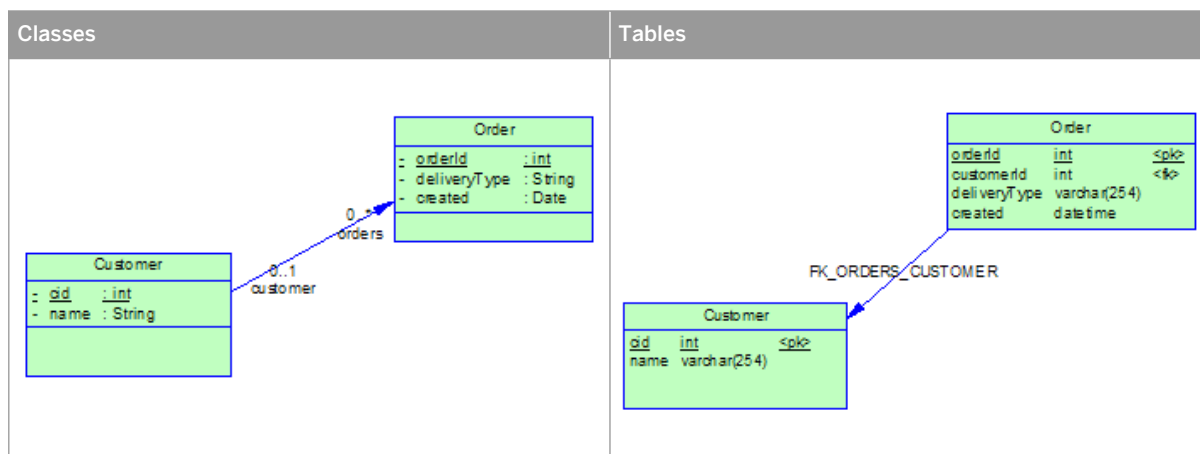 Classes
Tables
Order
- orderId : int
- deliveryType : String
- created : Date
0..*
orders
0..1
customer
Customer
- cid : int
- name : String
Order
orderId int <pk>
customerId int <fk>
deliveryType varchar(254)
created datetime
FK_ORDERS_CUSTOMER
Customer
cid int <pk>
name varchar(254)